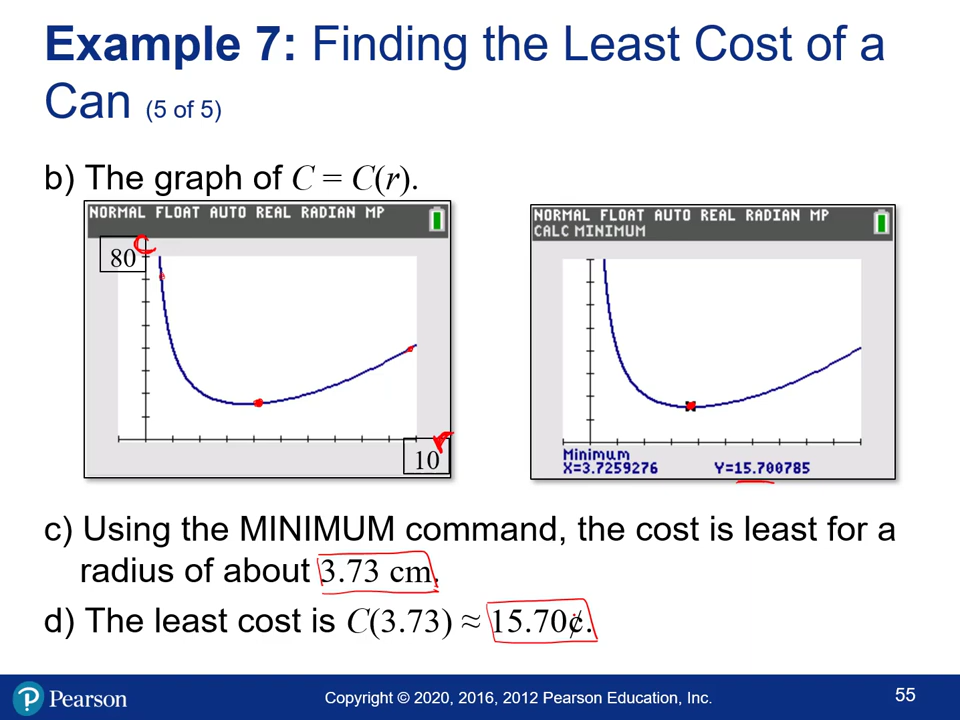 Example 7: Finding the Least Cost of a
Can (5 of 5)
b) The graph of C = C(r).
NORMAL FLOAT AUTO REAL RADIAN MP
C
80
10
r
NORMAL FLOAT AUTO REAL RADIAN MP
CALC MINIMUM
Minimum
X=3.7259276 Y=15.700785
c) Using the MINIMUM command, the cost is least for a
radius of about 3.73 cm.
d) The least cost is C(3.73) ≈ 15.70¢.
Pearson
Copyright © 2020, 2016, 2012 Pearson Education, Inc.
55